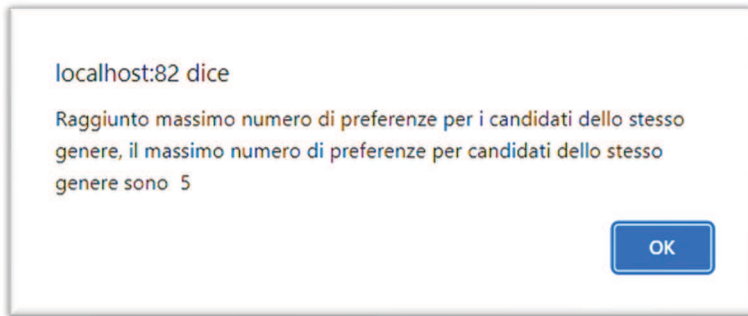 localhost:82 dice
Raggiunto massimo numero di preferenze per i candidati dello stesso
genere, il massimo numero di preferenze per candidati dello stesso
genere sono 5
OK